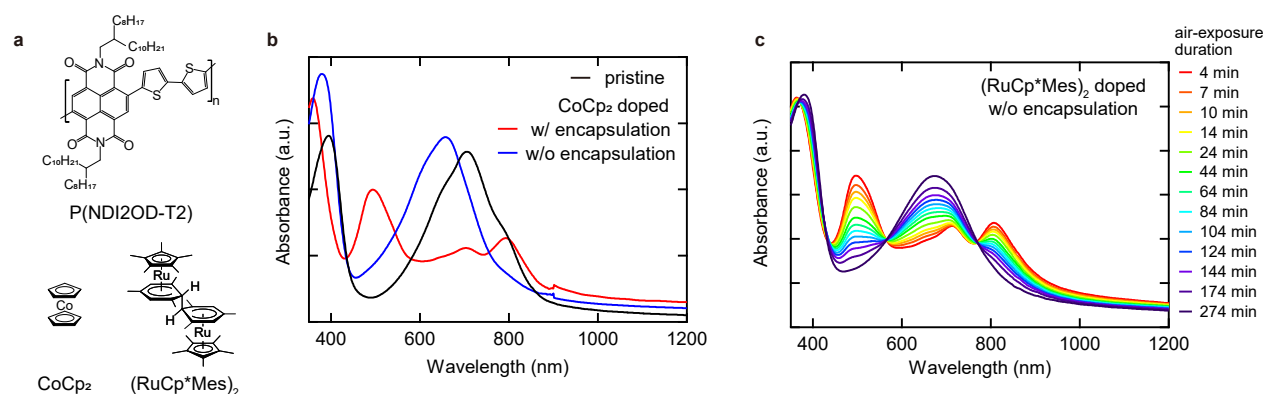 a
C₈H₁₇
C₁₀H₂₁
O N O
S
S
n
O N O
C₁₀H₂₁
C₈H₁₇
P(NDI2OD-T2)
Co
CoCp₂
Ru
H
H
Ru
(RuCp*Mes)₂
b
pristine
CoCp₂ doped
w/ encapsulation
w/o encapsulation
Absorbance (a.u.)
400 600 800 1000 1200
Wavelength (nm)
c
(RuCp*Mes)₂ doped
w/o encapsulation
Absorbance (a.u.)
400 600 800 1000 1200
Wavelength (nm)
air-exposure
duration
4 min
7 min
10 min
14 min
24 min
44 min
64 min
84 min
104 min
124 min
144 min
174 min
274 min